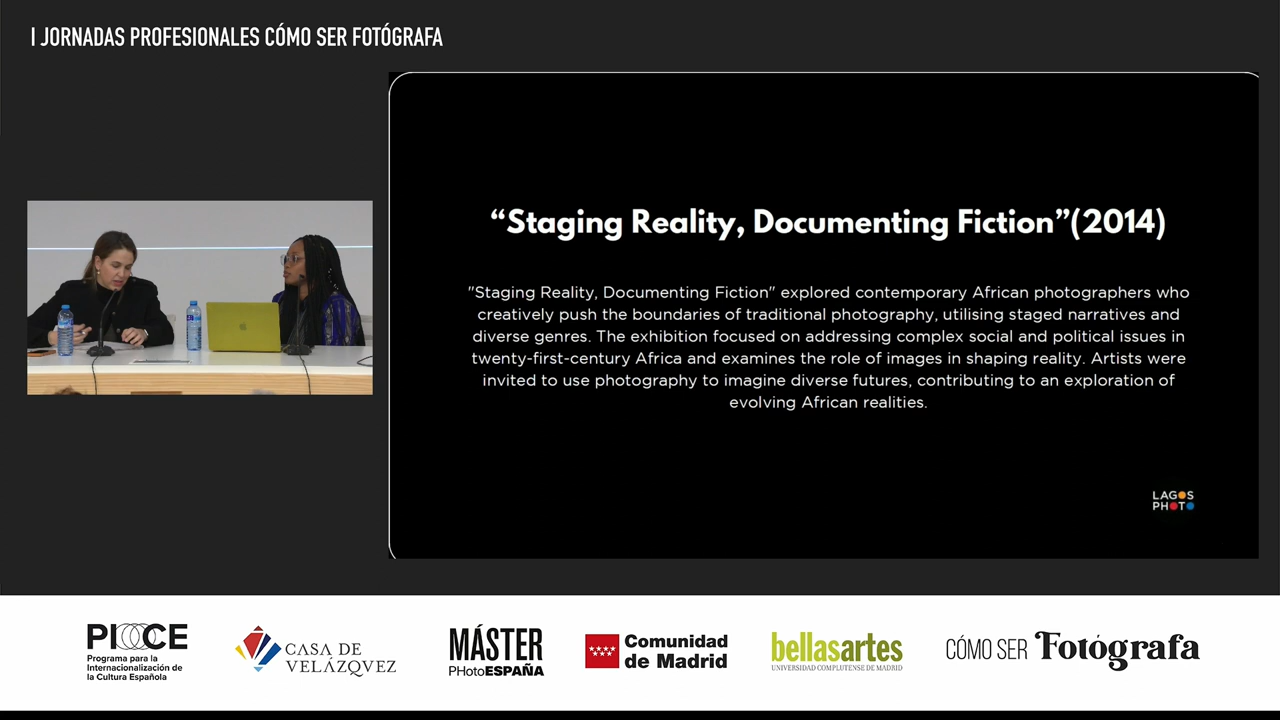 I JORNADAS PROFESIONALES CÓMO SER FOTÓGRAFA
“Staging Reality, Documenting Fiction”(2014)
"Staging Reality, Documenting Fiction" explored contemporary African photographers who
creatively push the boundaries of traditional photography, utilising staged narratives and
diverse genres. The exhibition focused on addressing complex social and political issues in
twenty-first-century Africa and examines the role of images in shaping reality. Artists were
invited to use photography to imagine diverse futures, contributing to an exploration of
evolving African realities.
LAGOS
PHOTO
PICE
Programa para la
Internacionalización de
la Cultura Española
CASA DE
VELÁZQVEZ
MÁSTER
PHotoESPAÑA
Comunidad
de Madrid
bellasartes
UNIVERSIDAD COMPLUTENSE DE MADRID
CÓMO SER Fotógrafa